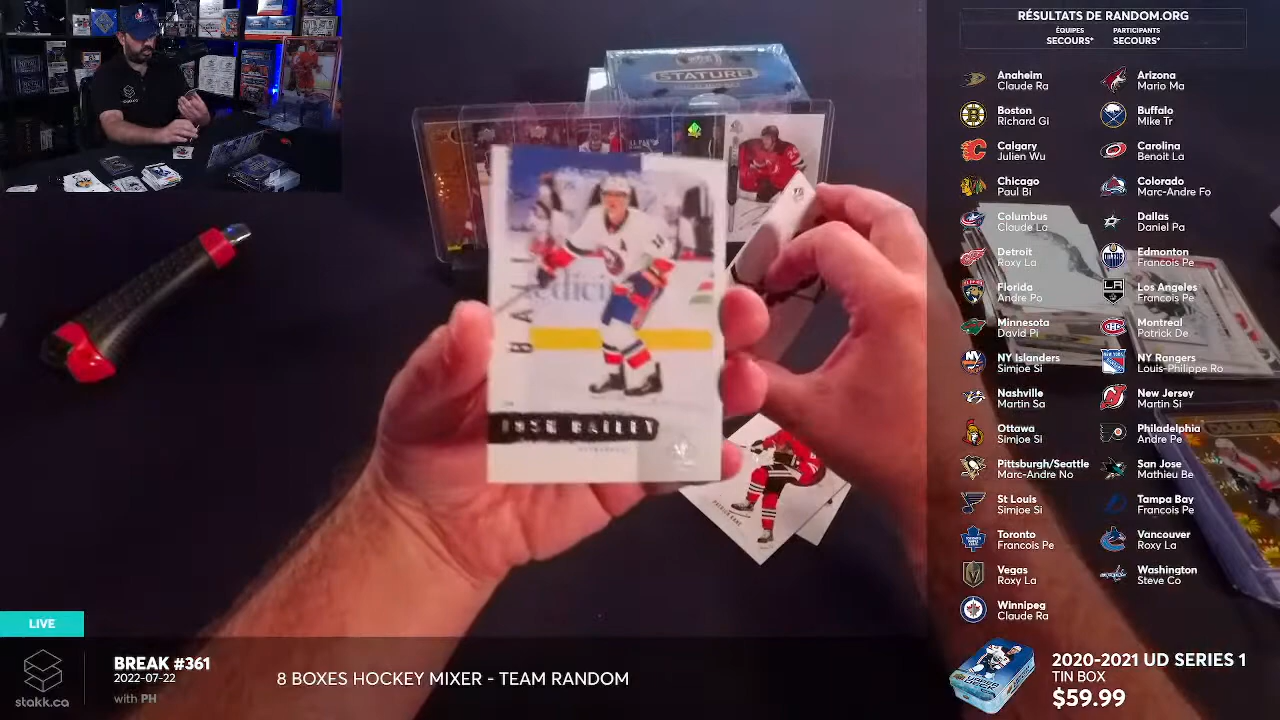 STATURE
BAIL
JOSH BAILEY
PATRICK KANE
RÉSULTATS DE RANDOM.ORG
ÉQUIPES PARTICIPANTS
SECOURS* SECOURS*
Anaheim
Claude Ra
Arizona
Mario Ma
Boston
Richard Gi
Buffalo
Mike Tr
Calgary
Julien Wu
Carolina
Benoit La
Chicago
Paul Bi
Colorado
Marc-Andre Fo
Columbus
Claude La
Dallas
Daniel Pa
Detroit
Roxy La
Edmonton
Francois Pe
Florida
Andre Po
Los Angeles
Francois Pe
Minnesota
David Pi
Montreal
Patrick De
NY Islanders
Simjoe Si
NY Rangers
Louis-Philippe Ro
Nashville
Martin Sa
New Jersey
Martin Si
Ottawa
Simjoe Si
Philadelphia
Andre Pe
Pittsburgh/Seattle
Marc-Andre No
San Jose
Mathieu Be
St Louis
Simjoe Si
Tampa Bay
Francois Pe
Toronto
Francois Pe
Vancouver
Roxy La
Vegas
Roxy La
Washington
Steve Co
Winnipeg
Claude Ra
LIVE
stakk.ca
BREAK #361
2022-07-22
with PH
8 BOXES HOCKEY MIXER - TEAM RANDOM
2020-2021 UD SERIES 1
TIN BOX
$59.99